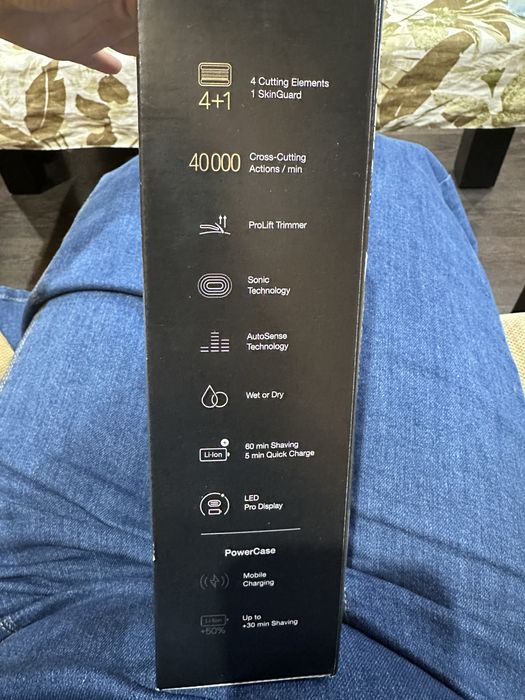 4+1
4 Cutting Elements
1 SkinGuard
40000
Cross-Cutting
Actions / min
ProLift Trimmer
Sonic
Technology
AutoSense
Technology
Wet or Dry
Li-Ion
60 min Shaving
5 min Quick Charge
LED
Pro Display
PowerCase
Mobile
Charging
Li-Ion
+50%
Up to
+30 min Shaving